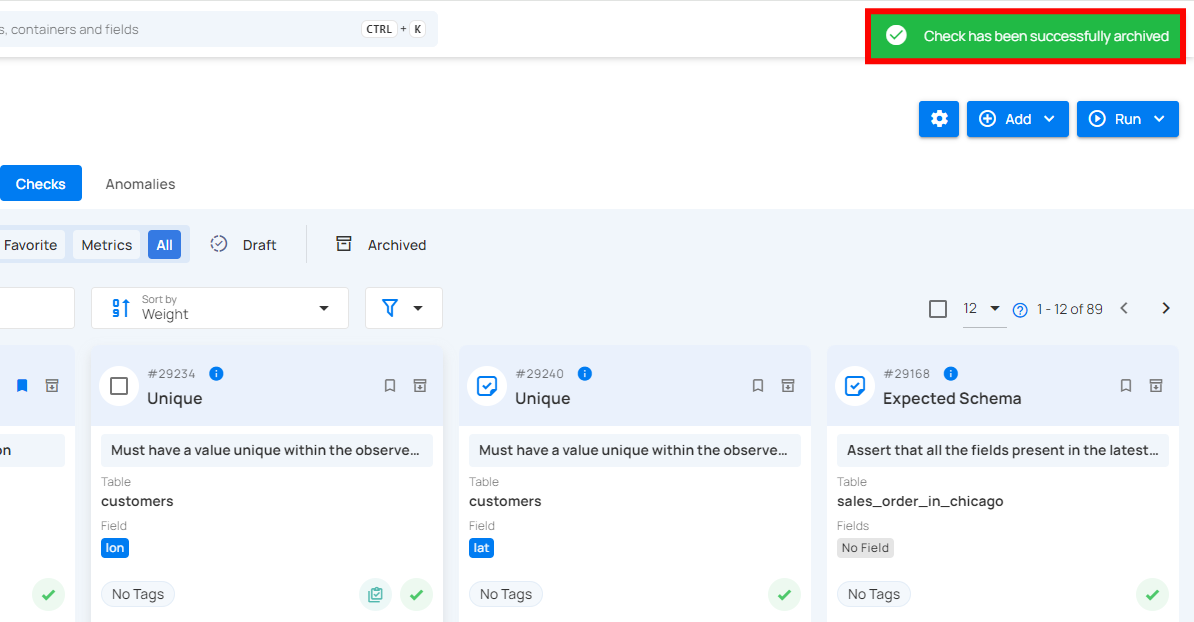 s, containers and fields
CTRL + K
Check has been successfully archived
Add
Run
Checks
Anomalies
Favorite
Metrics
All
Draft
Archived
Sort by
Weight
12
1 - 12 of 89
on
#29234
Unique
Must have a value unique within the observe...
Table
customers
Field
lon
No Tags
#29240
Unique
Must have a value unique within the observe...
Table
customers
Field
lat
No Tags
#29168
Expected Schema
Assert that all the fields present in the latest...
Table
sales_order_in_chicago
Fields
No Field
No Tags